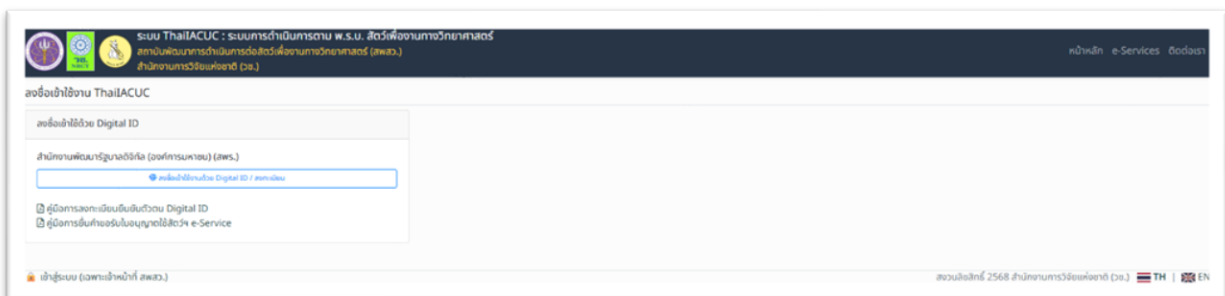 ระบบ ThaiIACUC : ระบบการดำเนินการตาม พ.ร.บ. สัตว์เพื่องานทางวิทยาศาสตร์
สถาบันพัฒนาการดำเนินการต่อสัตว์เพื่องานทางวิทยาศาสตร์ (สพสว.)
สำนักงานการวิจัยแห่งชาติ (วช.)
หน้าหลัก e-Services ติดต่อเรา
วช.
ลงชื่อเข้าใช้งาน ThaiIACUC
ลงชื่อเข้าใช้ด้วย Digital ID
สำนักงานพัฒนารัฐบาลดิจิทัล (องค์การมหาชน) (สพร.)
ลงชื่อเข้าใช้งานด้วย Digital ID / ลงทะเบียน
คู่มือการลงทะเบียนยืนยันตัวตน Digital ID
คู่มือการยื่นคำขอรับใบอนุญาตใช้สัตว์ฯ e-Service
เข้าสู่ระบบ (เฉพาะเจ้าหน้าที่ สพสว.)
สงวนลิขสิทธิ์ 2568 สำนักงานการวิจัยแห่งชาติ (วช.) TH | EN